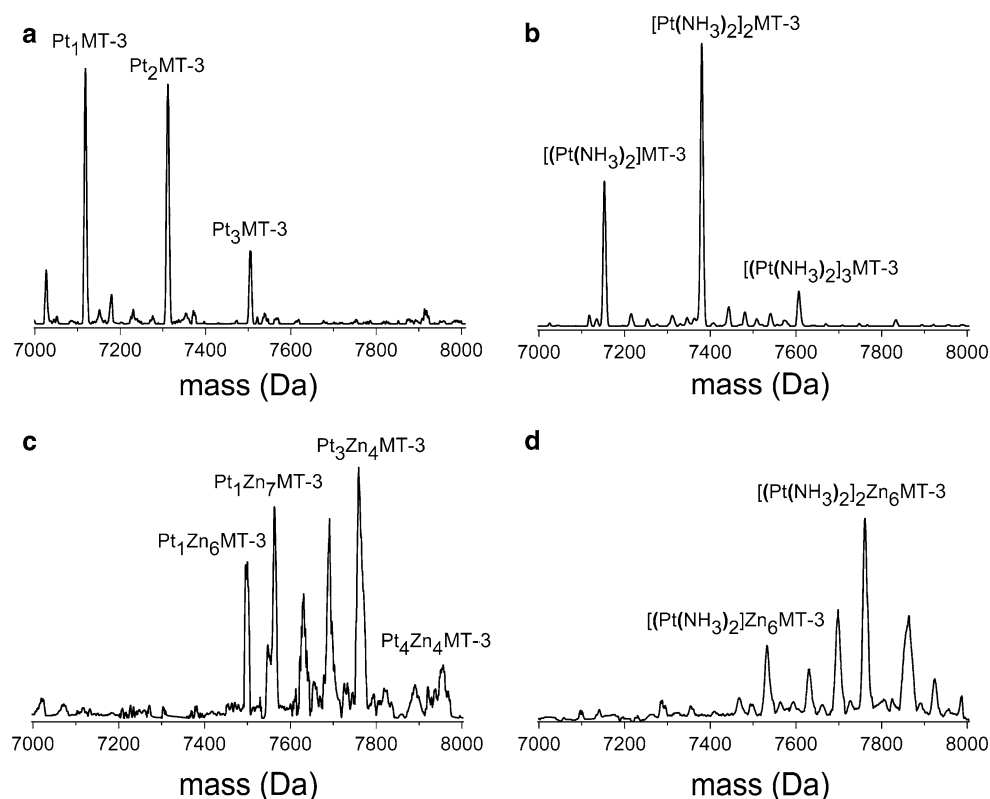 a
Pt1MT-3
Pt2MT-3
Pt3MT-3
7000 7200 7400 7600 7800 8000
mass (Da)
b
[Pt(NH3)2]2MT-3
[(Pt(NH3)2]MT-3
[(Pt(NH3)2]3MT-3
7000 7200 7400 7600 7800 8000
mass (Da)
c
Pt3Zn4MT-3
Pt1Zn7MT-3
Pt1Zn6MT-3
Pt4Zn4MT-3
7000 7200 7400 7600 7800 8000
mass (Da)
d
[(Pt(NH3)2]2Zn6MT-3
[(Pt(NH3)2]Zn6MT-3
7000 7200 7400 7600 7800 8000
mass (Da)